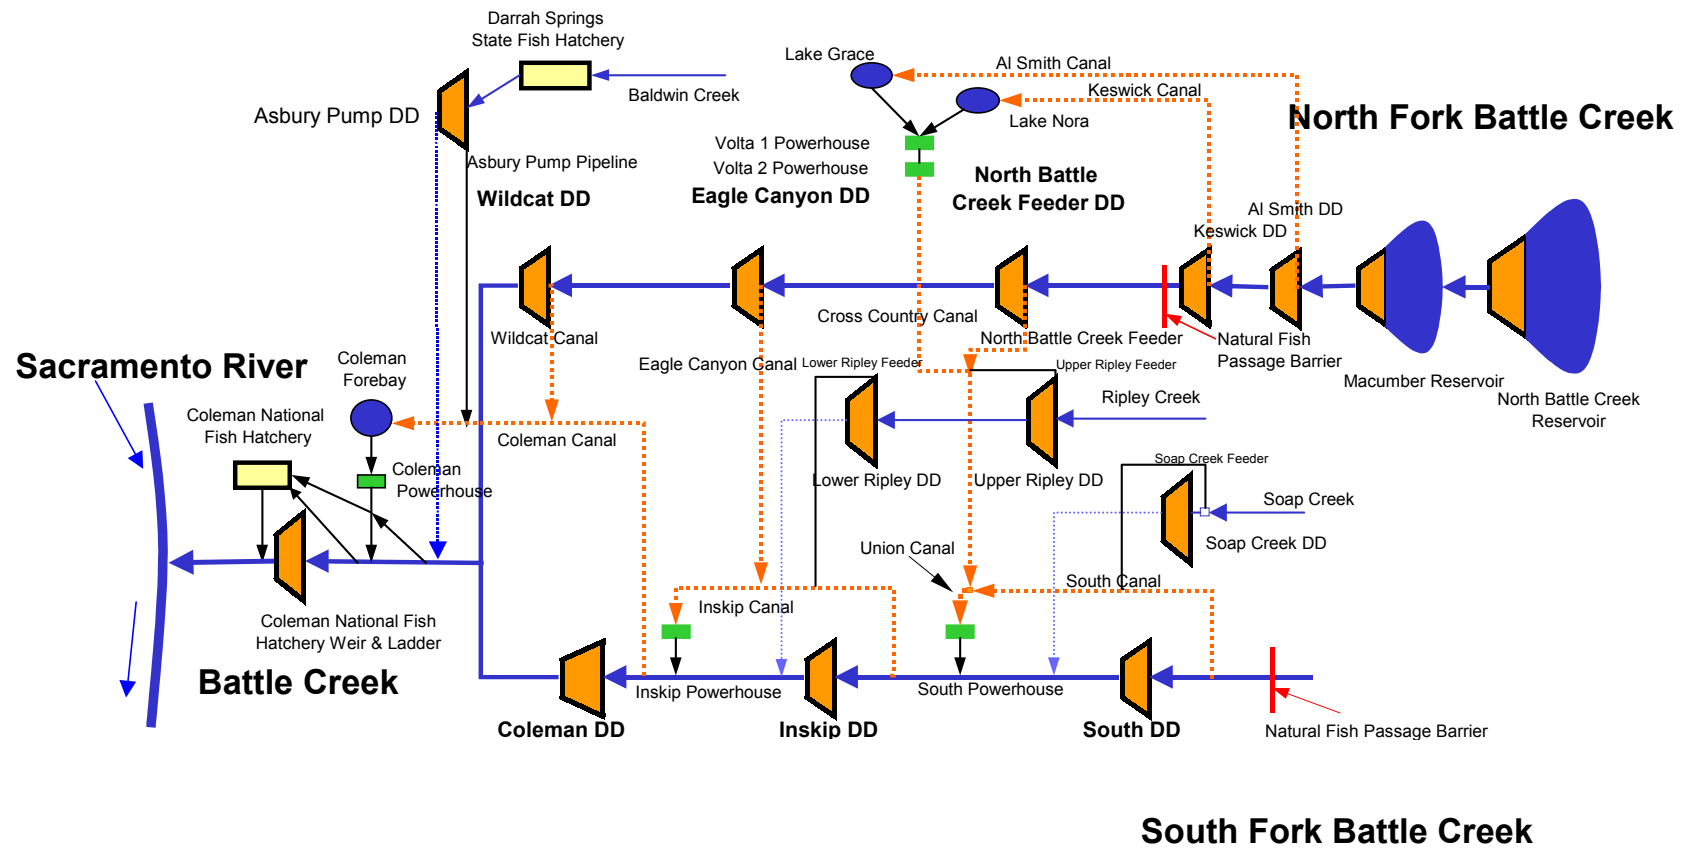 Darrah Springs
State Fish Hatchery
Baldwin Creek
Asbury Pump DD
Asbury Pump Pipeline
Wildcat DD
Lake Grace
Al Smith Canal
Keswick Canal
Lake Nora
North Fork Battle Creek
Volta 1 Powerhouse
Volta 2 Powerhouse
Eagle Canyon DD
North Battle
Creek Feeder DD
Al Smith DD
Keswick DD
Wildcat Canal
Cross Country Canal
North Battle Creek Feeder
Natural Fish
Passage Barrier
Macumber Reservoir
North Battle Creek
Reservoir
Sacramento River
Coleman
Forebay
Eagle Canyon Canal
Lower Ripley Feeder
Upper Ripley Feeder
Ripley Creek
Coleman National
Fish Hatchery
Coleman Canal
Coleman
Powerhouse
Lower Ripley DD
Upper Ripley DD
Soap Creek Feeder
Soap Creek
Soap Creek DD
Union Canal
South Canal
Inskip Canal
Coleman National Fish
Hatchery Weir & Ladder
Battle Creek
Inskip Powerhouse
South Powerhouse
Coleman DD
Inskip DD
South DD
Natural Fish Passage Barrier
South Fork Battle Creek